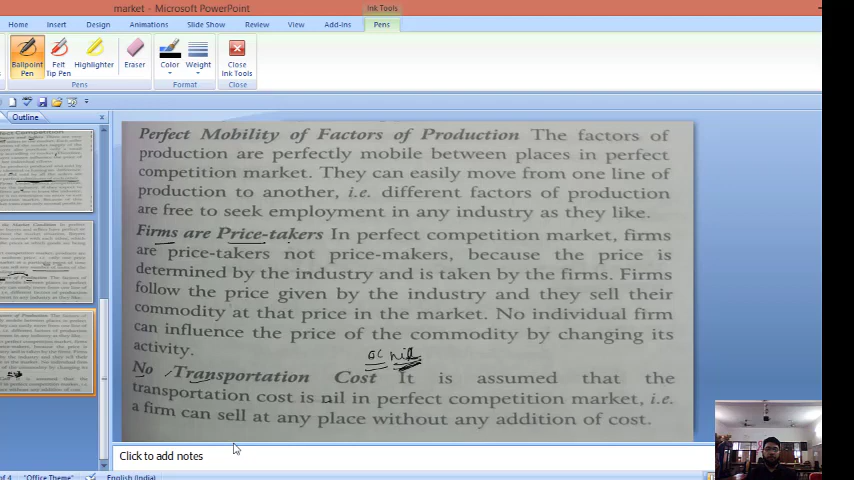 market - Microsoft PowerPoint
Ink Tools
Home Insert Design Animations Slide Show Review View Add-Ins Pens
Ballpoint Pen
Felt Tip Pen
Highlighter
Eraser
Color
Weight
Close Ink Tools
Pens
Format
Close
Outline
Perfect Mobility of Factors of Production The factors of
production are perfectly mobile between places in perfect
competition market. They can easily move from one line of
production to another, i.e. different factors of production
are free to seek employment in any industry as they like.
Firms are Price-takers In perfect competition market, firms
are price-takers not price-makers, because the price is
determined by the industry and is taken by the firms. Firms
follow the price given by the industry and they sell their
commodity at that price in the market. No individual firm
can influence the price of the commodity by changing its
activity.
nil
No Transportation Cost It is assumed that the
transportation cost is nil in perfect competition market, i.e.
a firm can sell at any place without any addition of cost.
Click to add notes
of 4 "Office Theme" English (India)